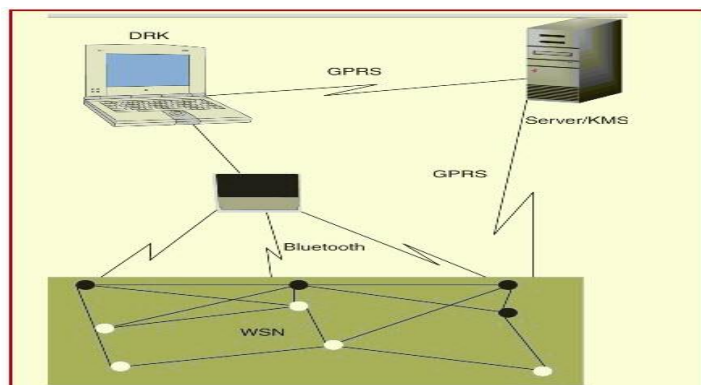 DRK
GPRS
Server/KMS
GPRS
Bluetooth
WSN